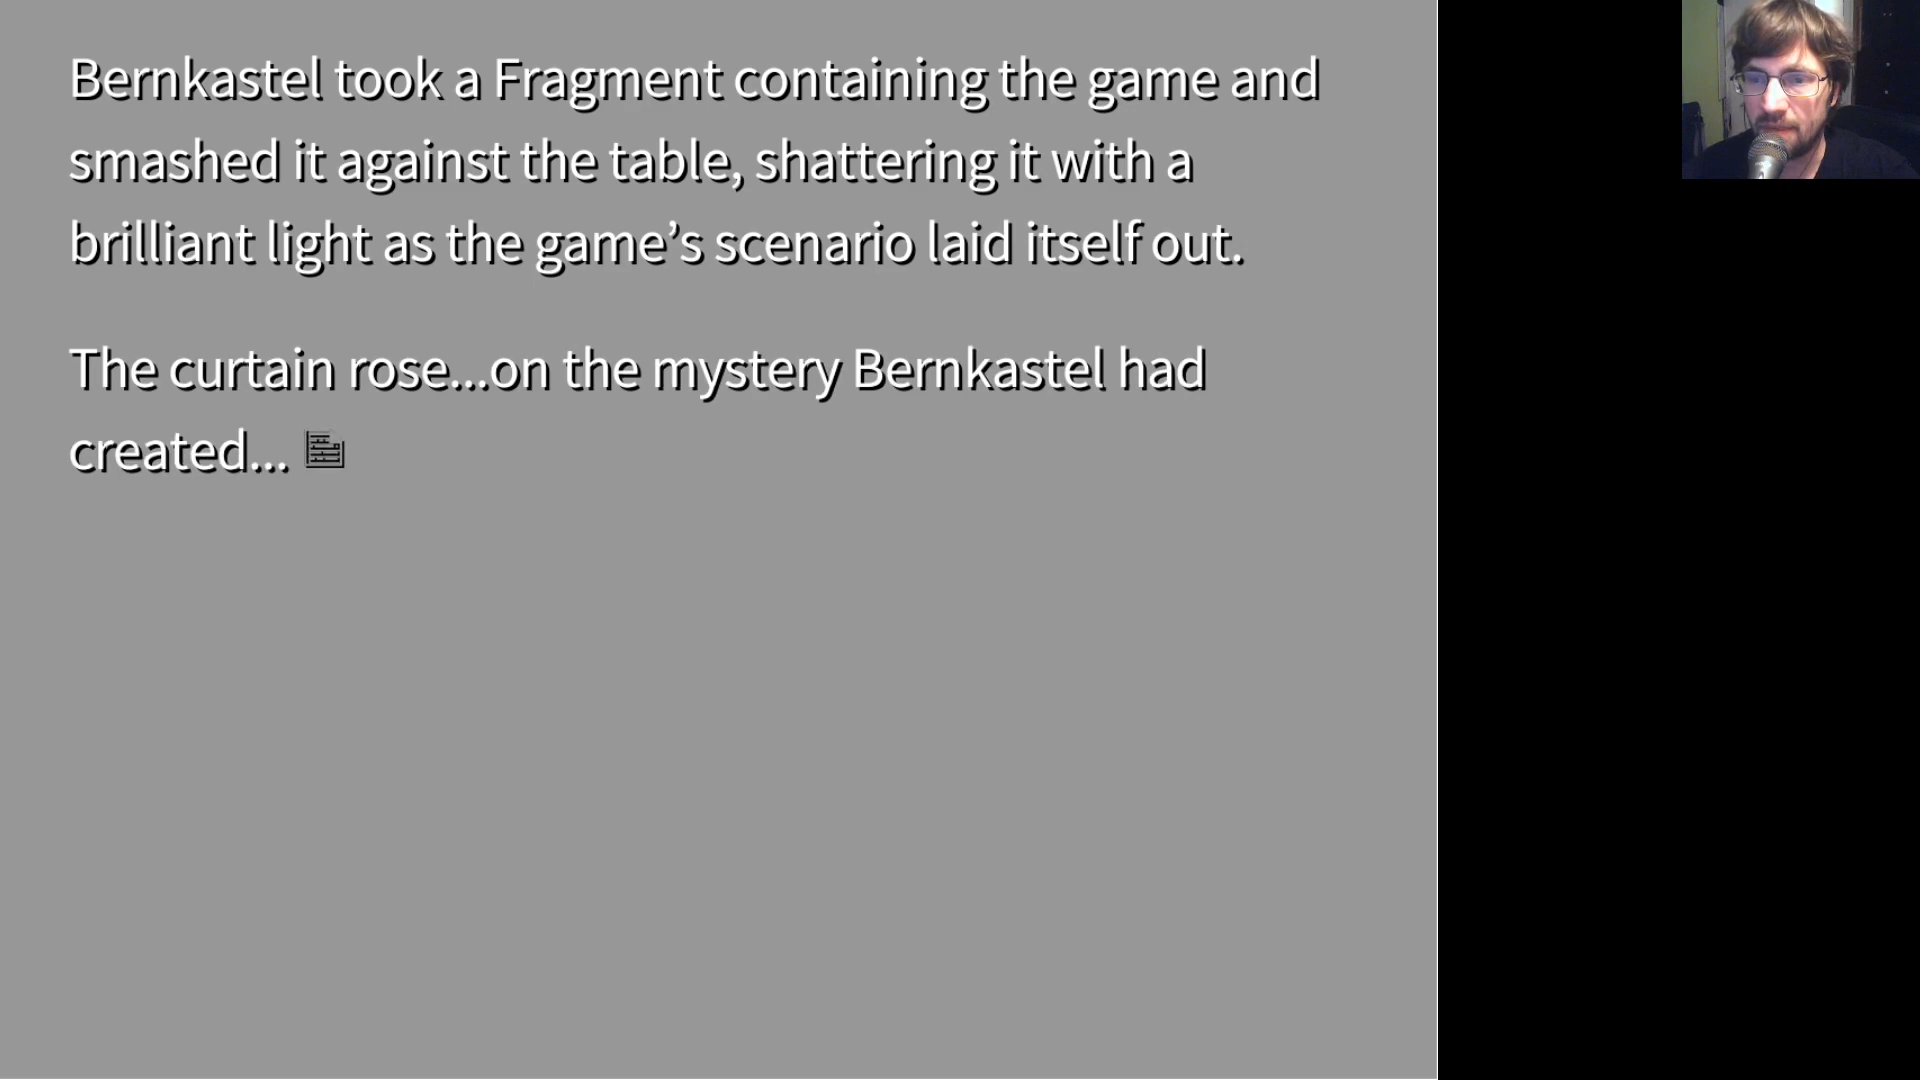 Bernkastel took a Fragment containing the game and
smashed it against the table, shattering it with a
brilliant light as the game’s scenario laid itself out.
The curtain rose...on the mystery Bernkastel had
created...